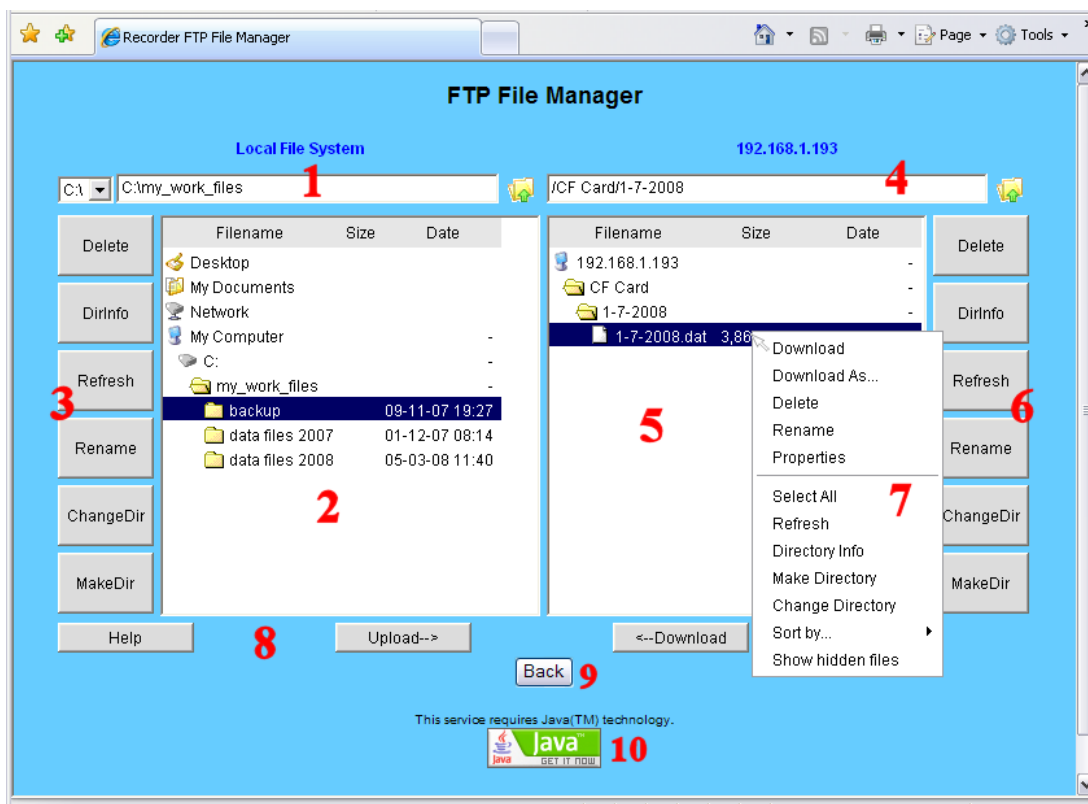 Recorder FTP File Manager
Page
Tools
FTP File Manager
Local File System
192.168.1.193
C:\
C:\my_work_files
1
/CF Card/1-7-2008
4
Delete
DirInfo
Refresh
3
Rename
ChangeDir
MakeDir
Filename Size Date
Desktop
My Documents
Network
My Computer -
C: -
my_work_files -
backup 09-11-07 19:27
data files 2007 01-12-07 08:14
data files 2008 05-03-08 11:40
2
Filename Size Date
192.168.1.193 -
CF Card -
1-7-2008 -
1-7-2008.dat 3,86
5
Download
Download As...
Delete
Rename
Properties
Select All
7
Refresh
Directory Info
Make Directory
Change Directory
Sort by...
Show hidden files
Delete
DirInfo
Refresh
6
Rename
ChangeDir
MakeDir
Help
8
Upload-->
<--Download
Back
9
This service requires Java(TM) technology.
Java
Java™
GET IT NOW
10